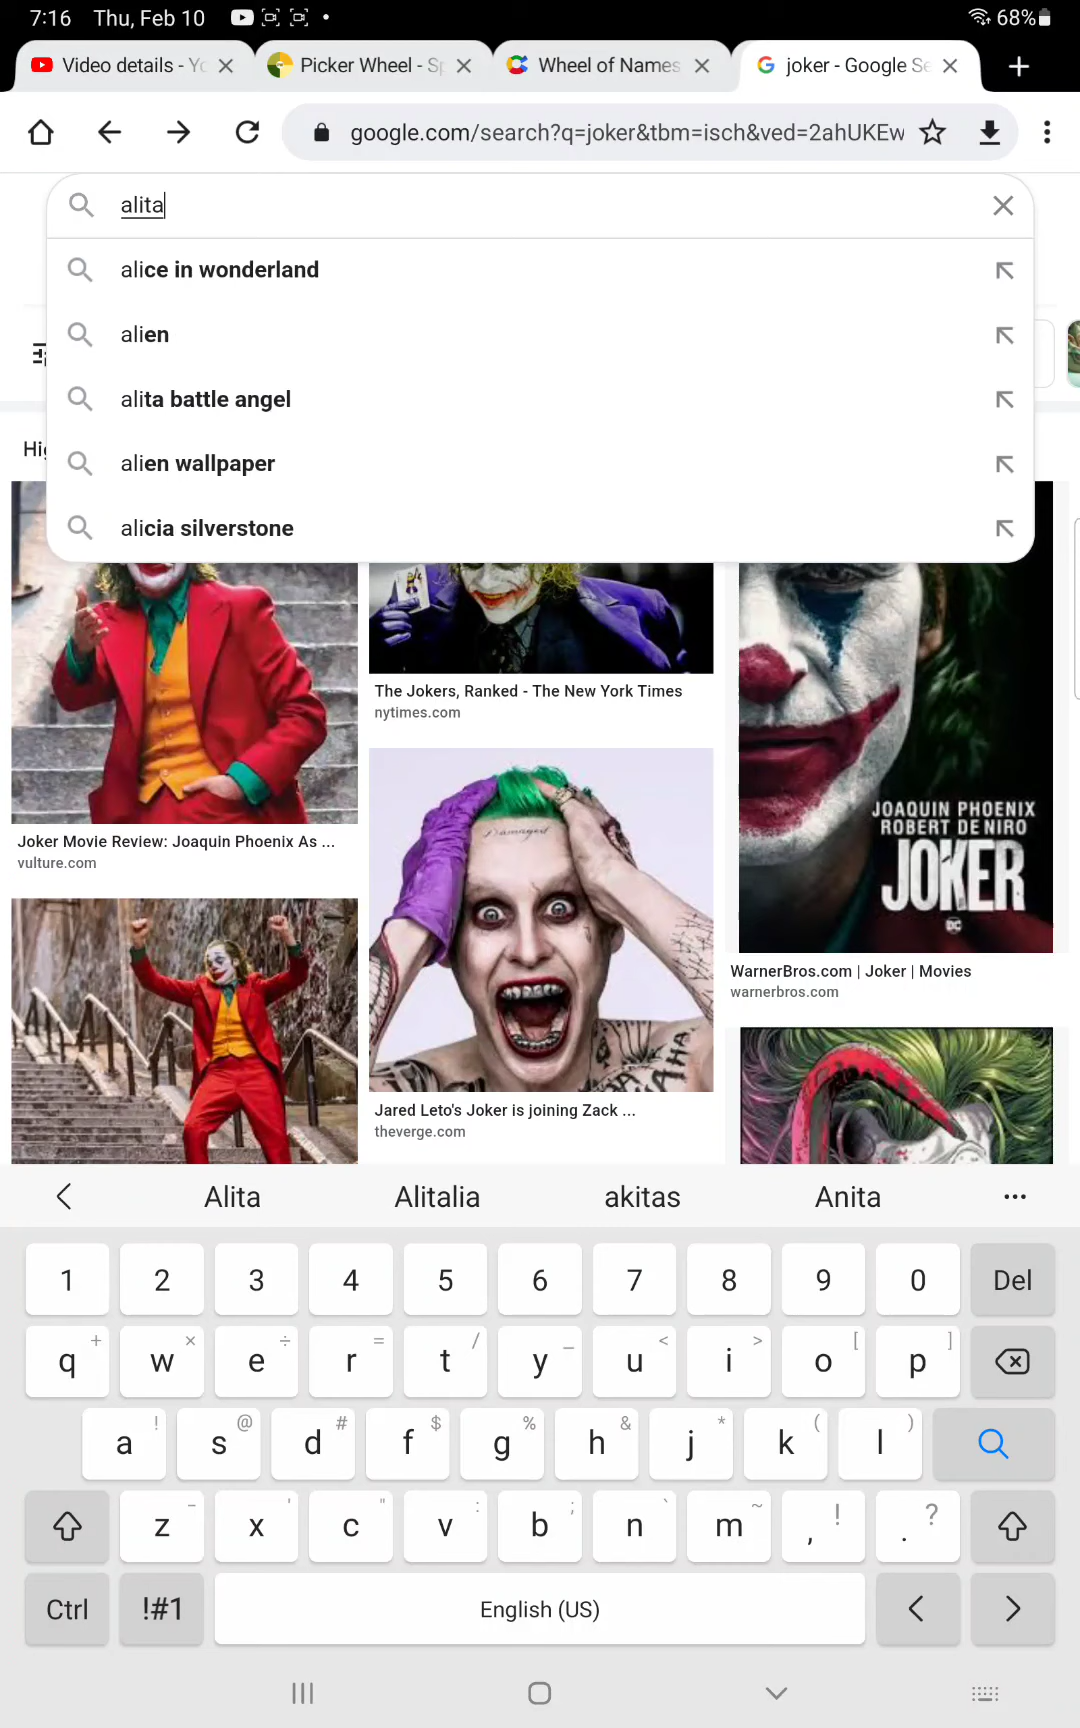 7:16 Thu, Feb 10 68%
Video details - Yo Picker Wheel - Sp Wheel of Names joker - Google Se
google.com/search?q=joker&tbm=isch&ved=2ahUKEw
alita
alice in wonderland
alien
alita battle angel
alien wallpaper
alicia silverstone
JOAQUIN PHOENIX
ROBERT DE NIRO
JOKER
DC
Damaged
HAHA
The Jokers, Ranked - The New York Times
nytimes.com
Joker Movie Review: Joaquin Phoenix As ...
vulture.com
WarnerBros.com | Joker | Movies
warnerbros.com
Jared Leto's Joker is joining Zack ...
theverge.com
Alita Alitalia akitas Anita ...
1 2 3 4 5 6 7 8 9 0 Del
+ × ÷ = / _ < > [ ]
q w e r t y u i o p
! @ # $ % & * ( )
a s d f g h j k l
- ' " : ; ` ~ ! ?
z x c v b n m , .
Ctrl !#1 English (US) < >